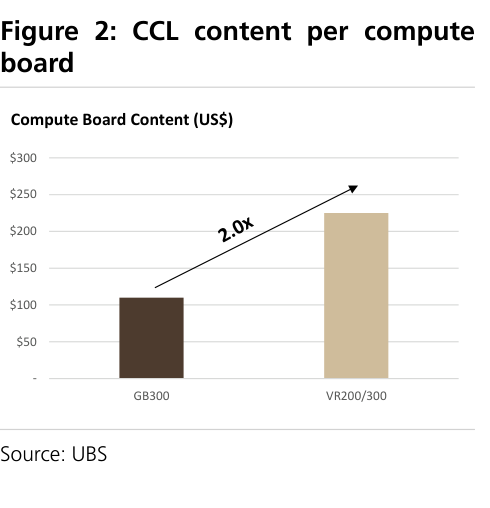 Figure 2: CCL content per compute
board
Compute Board Content (US$)
$300
$250
$200
$150
$100
$50
-
2.0x
GB300
VR200/300
Source: UBS